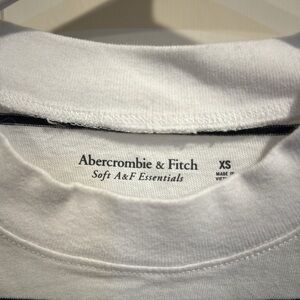 Abercrombie & Fitch XS
Soft A&F Essentials
MADE IN